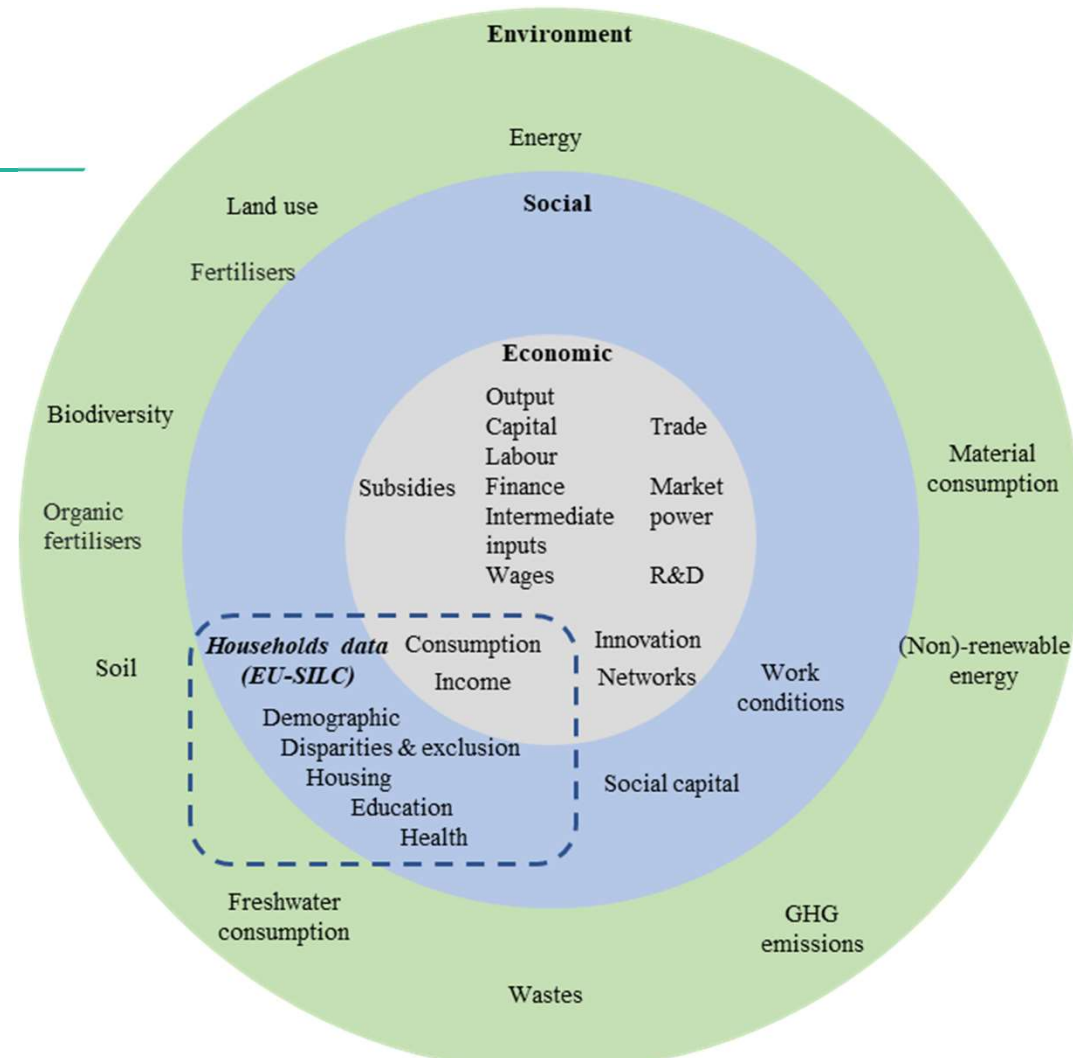 Environment
Energy
Land use
Social
Fertilisers
Economic
Output
Biodiversity
Capital
Trade
Labour
Material
consumption
Subsidies
Finance
Market
power
Intermediate
inputs
Organic
fertilisers
Wages
R&D
Households data
(EU-SILC)
Consumption
Income
Innovation
Networks
(Non)-renewable
energy
Soil
Work
conditions
Demographic
Disparities & exclusion
Housing
Education
Health
Social capital
Freshwater
consumption
GHG
emissions
Wastes